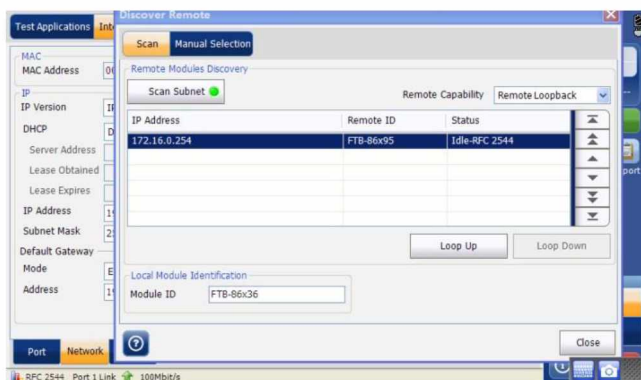 Discover Remote
Test Applications
Scan
Manual Selection
MAC
MAC Address
Remote Modules Discovery
IP
Scan Subnet
Remote Capability
Remote Loopback
IP Version
DHCP
IP Address
Remote ID
Status
172.16.0.254
FTB-86x95
Idle-RFC 2544
Server Address
Lease Obtained
Lease Expires
IP Address
Subnet Mask
Default Gateway
Loop Up
Loop Down
Mode
Local Module Identification
Address
Module ID
FTB-86x36
Port
Network
Close
RFC 2544
Port 1 Link
100Mbit/s